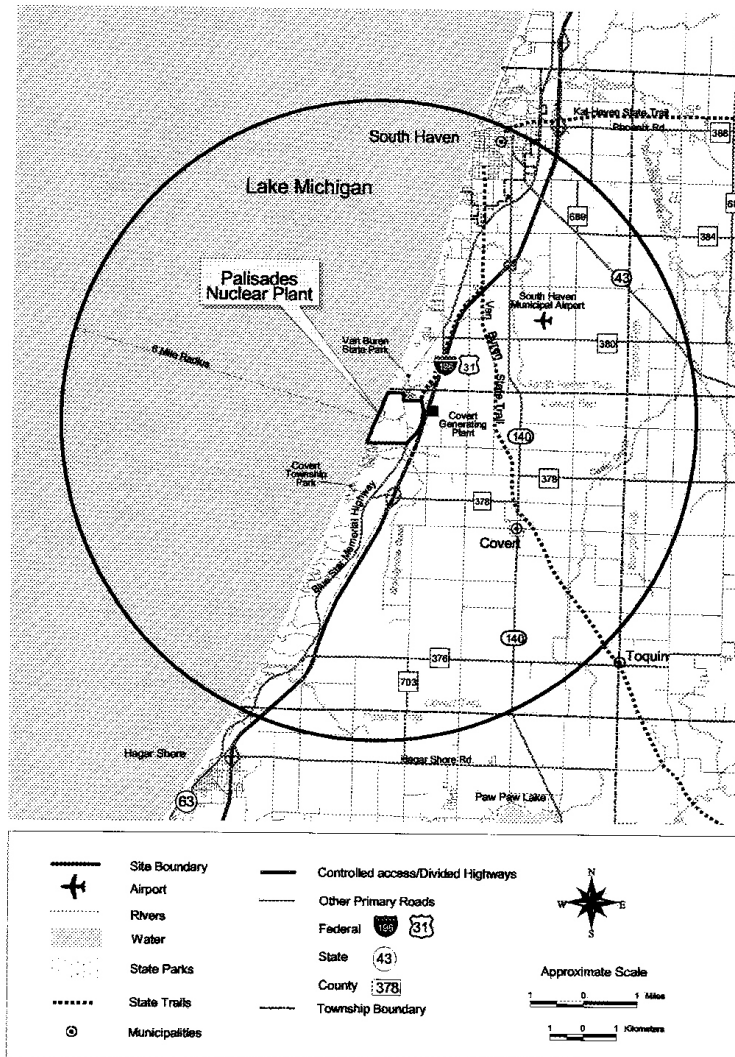 Kal-Haven State Trail
Phoenix Rd
388
South Haven
Lake Michigan
689
384
43
Palisades
Nuclear Plant
South Haven
Municipal Airport
Van Buren State Trail
Van Buren
State Park
380
6 Mile Radius
196
31
Covert
Generating
Plant
140
Covert
Township
Park
378
378
Blue Star Memorial Highway
Covert
140
376
Toquin
703
Hagar Shore
Hagar Shore Rd
63
Paw Paw Lake
Site Boundary
Airport
Rivers
Water
State Parks
State Trails
Municipalities
Controlled access/Divided Highways
Other Primary Roads
Federal 196 31
State 43
County 378
Township Boundary
N
W E
S
Approximate Scale
1 0 1 Miles
1 0 1 Kilometers